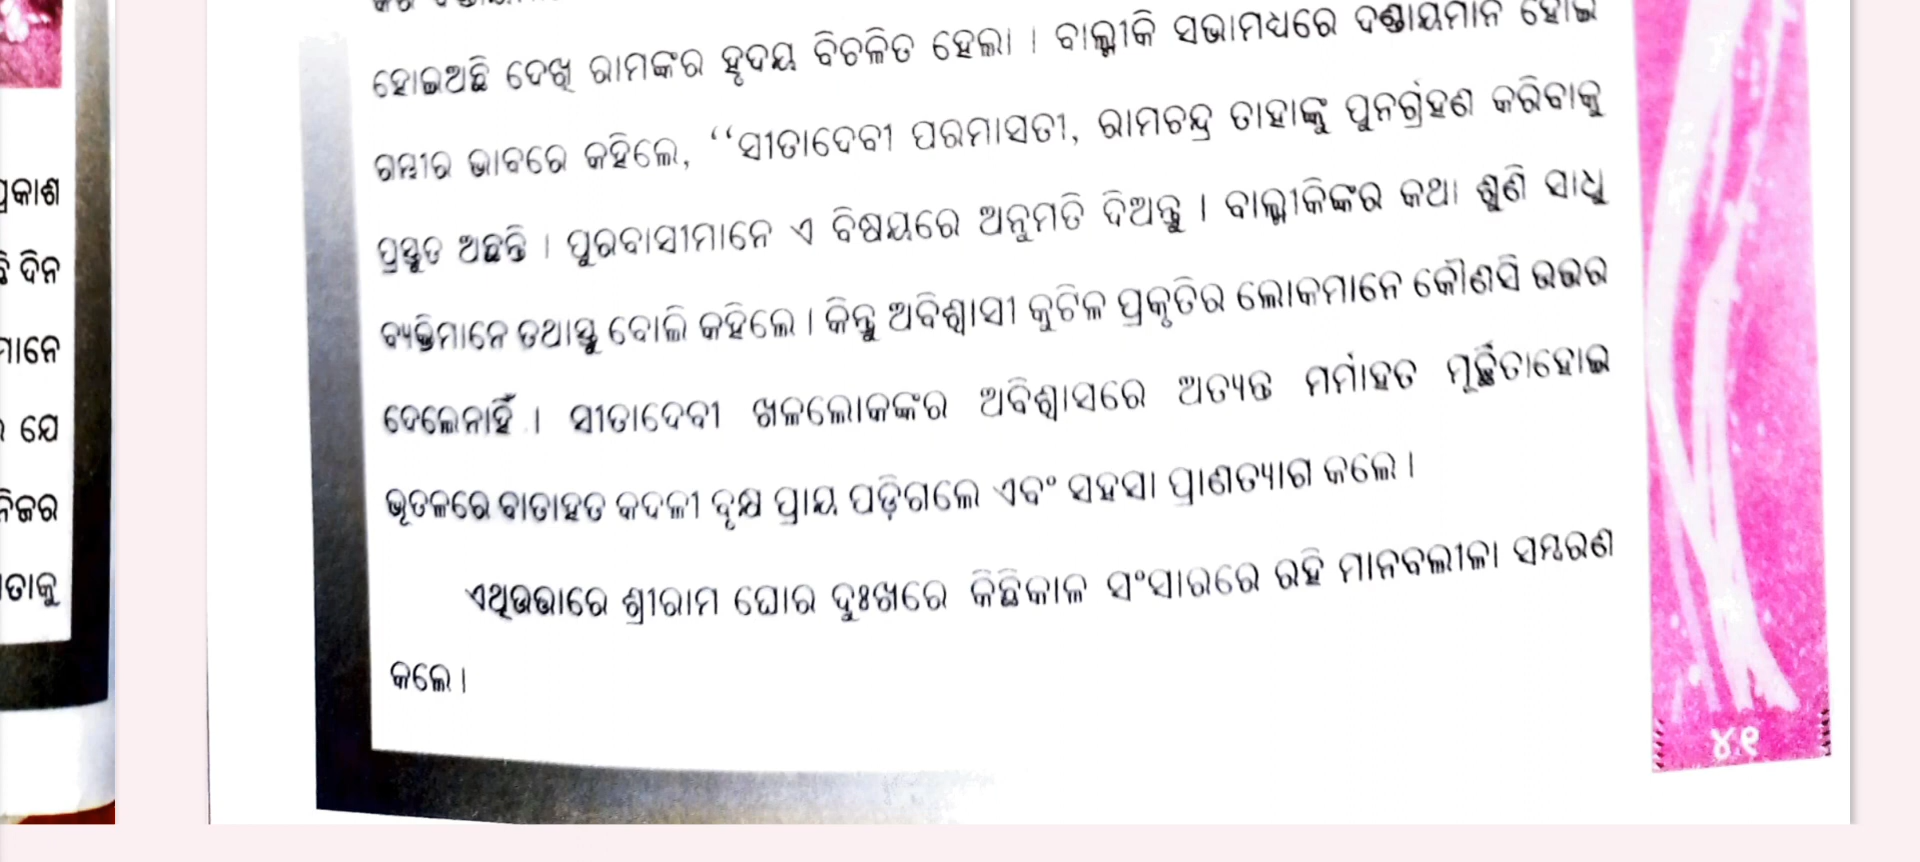 ହୋଇଅଛି ଦେଖି ରାମଙ୍କର ହୃଦୟ ବିଚଳିତ ହେଲା । ବାଲ୍ମୀକି ସଭାମଧ୍ୟରେ ଦଣ୍ଡାୟମାନ ହୋଇ
ଗମ୍ଭୀର ଭାବରେ କହିଲେ, ‘‘ସୀତାଦେବୀ ପରମାସତୀ, ରାମଚନ୍ଦ୍ର ତାହାଙ୍କୁ ପୁନର୍ଗ୍ରହଣ କରିବାକୁ
ପ୍ରସ୍ତୁତ ଅଛନ୍ତି । ପୁରବାସୀମାନେ ଏ ବିଷୟରେ ଅନୁମତି ଦିଅନ୍ତୁ । ବାଲ୍ମୀକିଙ୍କର କଥା ଶୁଣି ସାଧୁ
ବ୍ୟକ୍ତିମାନେ ତଥାସ୍ତୁ ବୋଲି କହିଲେ । କିନ୍ତୁ ଅବିଶ୍ୱାସୀ କୁଟିଳ ପ୍ରକୃତିର ଲୋକମାନେ କୌଣସି ଉତ୍ତର
ଦେଲେନାହିଁ । ସୀତାଦେବୀ ଖଳଲୋକଙ୍କର ଅବିଶ୍ୱାସରେ ଅତ୍ୟନ୍ତ ମର୍ମାହତ ମୂର୍ଚ୍ଛିତାହୋଇ
ଭୂତଳରେ ବାତାହତ କଦଳୀ ବୃକ୍ଷ ପ୍ରାୟ ପଡ଼ିଗଲେ ଏବଂ ସହସା ପ୍ରାଣତ୍ୟାଗ କଲେ ।
ଏଥିଉତ୍ତାରେ ଶ୍ରୀରାମ ଘୋର ଦୁଃଖରେ କିଛିକାଳ ସଂସାରରେ ରହି ମାନବଲୀଳା ସମ୍ବରଣ
କଲେ ।
୪୧
ଦିନ
ଯେ